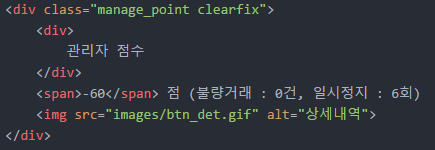 <div class="manage_point clearfix">
<div>
관리자 점수
</div>
<span>-60</span> 점 (불량거래 : 0건, 일시정지 : 6회)
<img src="images/btn_det.gif" alt="상세내역">
</div>